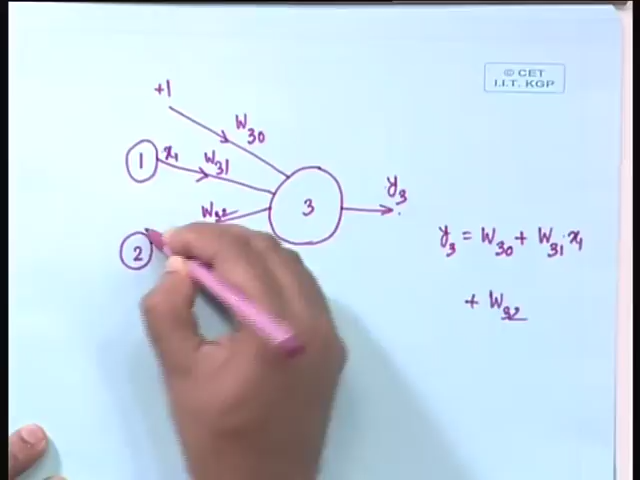 © CET
I.I.T. KGP
+1
W30
1
x1
W31
W32
3
y3
2
y3 = W30 + W31.x1
+ W32